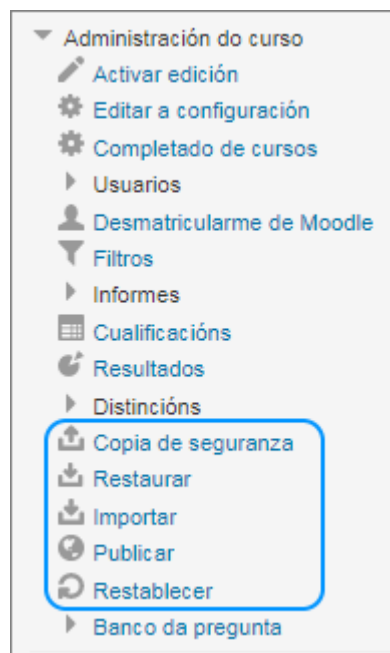 Administración do curso
Activar edición
Editar a configuración
Completado de cursos
Usuarios
Desmatricularme de Moodle
Filtros
Informes
Cualificacións
Resultados
Distincións
Copia de seguranza
Restaurar
Importar
Publicar
Restablecer
Banco da pregunta